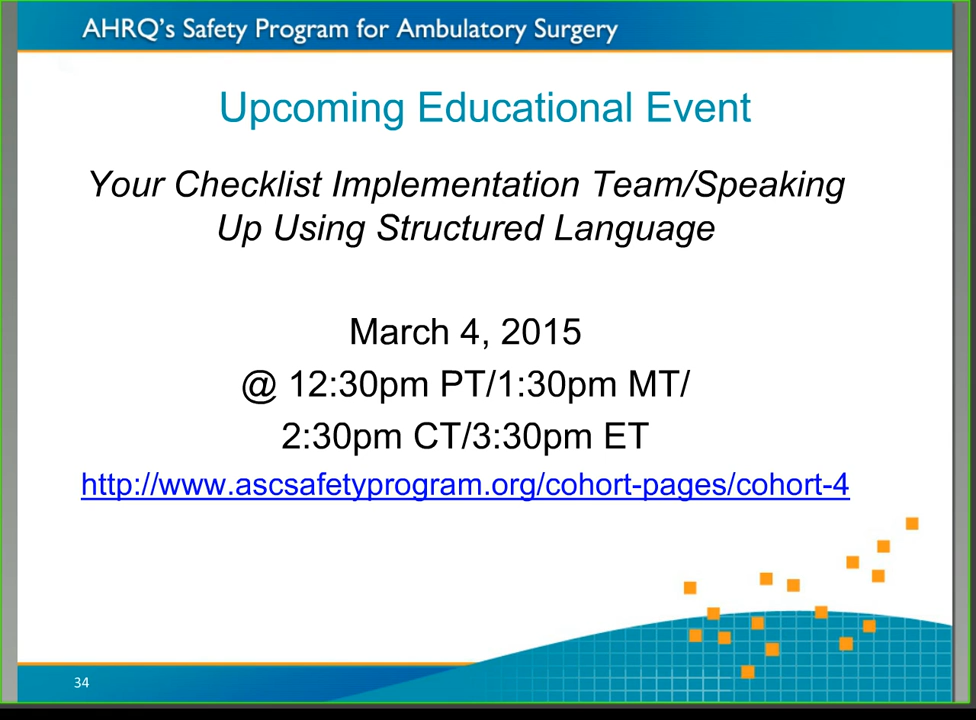 AHRQ's Safety Program for Ambulatory Surgery
Upcoming Educational Event
Your Checklist Implementation Team/Speaking
Up Using Structured Language
March 4, 2015
@ 12:30pm PT/1:30pm MT/
2:30pm CT/3:30pm ET
http://www.ascsafetyprogram.org/cohort-pages/cohort-4
34